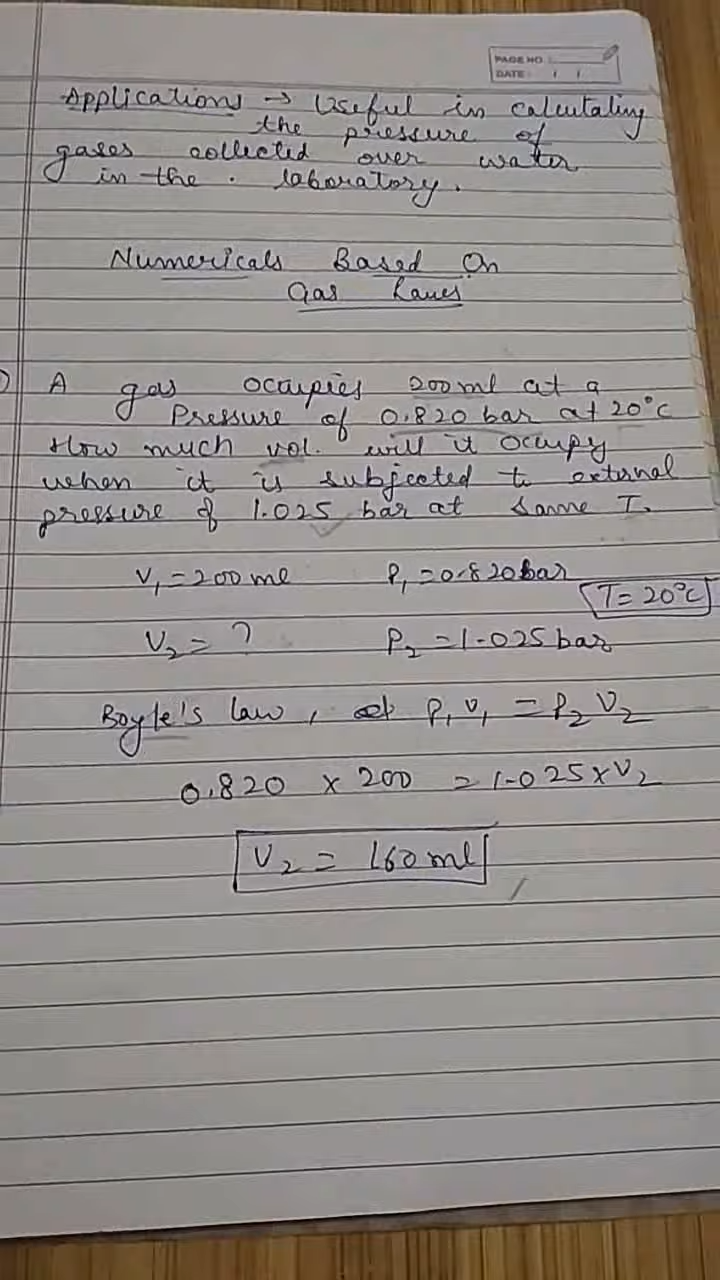 PAGE NO.:
DATE: / /
Applications → Useful in calcutating
the pressure of
gases collected over water
in the . laboratory.
Numericals Based On
Gas Laws
A gas ocaupies 200ml at a
Pressure of 0.820 bar at 20°C
How much vol. will it occupy
when it is subjected to external
pressure of 1.025 bar at same T.
V₁ = 200 ml P₁ = 0.820 bar
T = 20°C
V₂ = ? P₂ = 1.025 bar
Boyle's law, P₁V₁ = P₂V₂
0.820 × 200 = 1.025 × V₂
V₂ = 160 ml